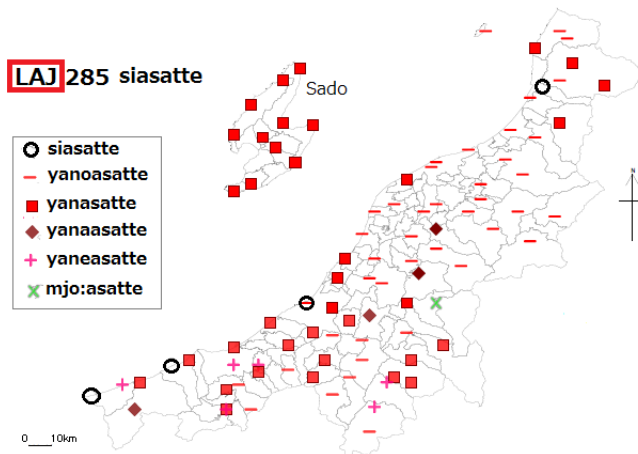 LAJ 285 siasatte
Sado
siasatte
yanoasatte
yanasatte
yanaasatte
yaneasatte
mjo:asatte
N
0 10km